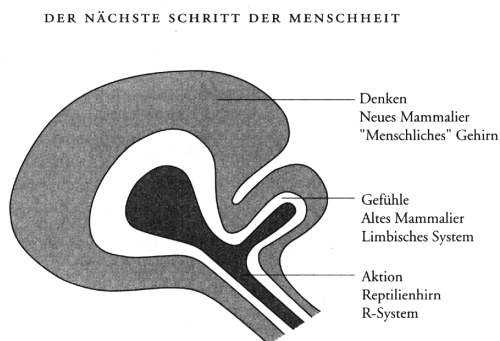 DER NÄCHSTE SCHRITT DER MENSCHHEIT
Denken
Neues Mammalier
"Menschliches" Gehirn
Gefühle
Altes Mammalier
Limbisches System
Aktion
Reptilienhirn
R-System